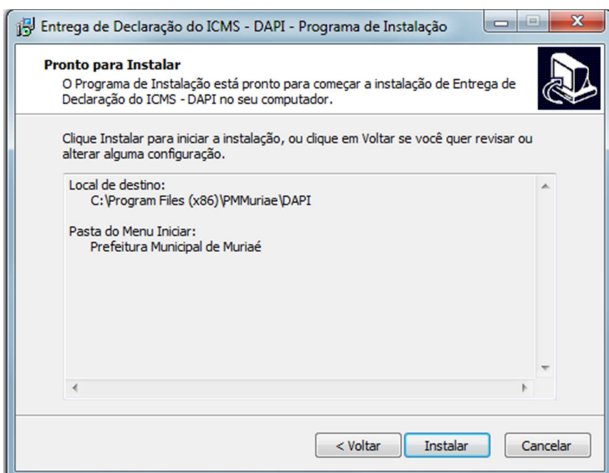 Entrega de Declaração do ICMS - DAPI - Programa de Instalação
Pronto para Instalar
O Programa de Instalação está pronto para começar a instalação de Entrega de
Declaração do ICMS - DAPI no seu computador.
Clique Instalar para iniciar a instalação, ou clique em Voltar se você quer revisar ou
alterar alguma configuração.
Local de destino:
C:\Program Files (x86)\PMMuriae\DAPI
Pasta do Menu Iniciar:
Prefeitura Municipal de Muriaé
< Voltar
Instalar
Cancelar